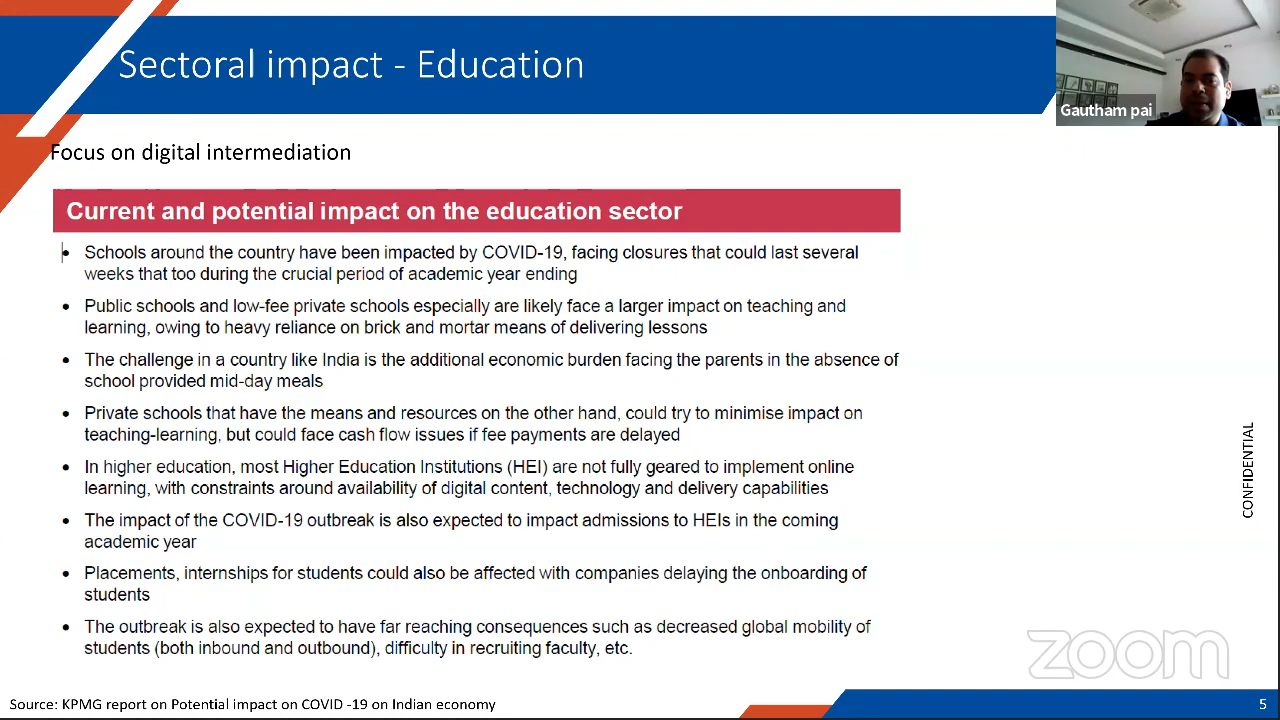 Sectoral impact - Education
Gautham pai
Focus on digital intermediation
Current and potential impact on the education sector
• Schools around the country have been impacted by COVID-19, facing closures that could last several
weeks that too during the crucial period of academic year ending
• Public schools and low-fee private schools especially are likely face a larger impact on teaching and
learning, owing to heavy reliance on brick and mortar means of delivering lessons
• The challenge in a country like India is the additional economic burden facing the parents in the absence of
school provided mid-day meals
• Private schools that have the means and resources on the other hand, could try to minimise impact on
teaching-learning, but could face cash flow issues if fee payments are delayed
• In higher education, most Higher Education Institutions (HEI) are not fully geared to implement online
learning, with constraints around availability of digital content, technology and delivery capabilities
• The impact of the COVID-19 outbreak is also expected to impact admissions to HEIs in the coming
academic year
• Placements, internships for students could also be affected with companies delaying the onboarding of
students
• The outbreak is also expected to have far reaching consequences such as decreased global mobility of
students (both inbound and outbound), difficulty in recruiting faculty, etc.
CONFIDENTIAL
zoom
Source: KPMG report on Potential impact on COVID -19 on Indian economy
5